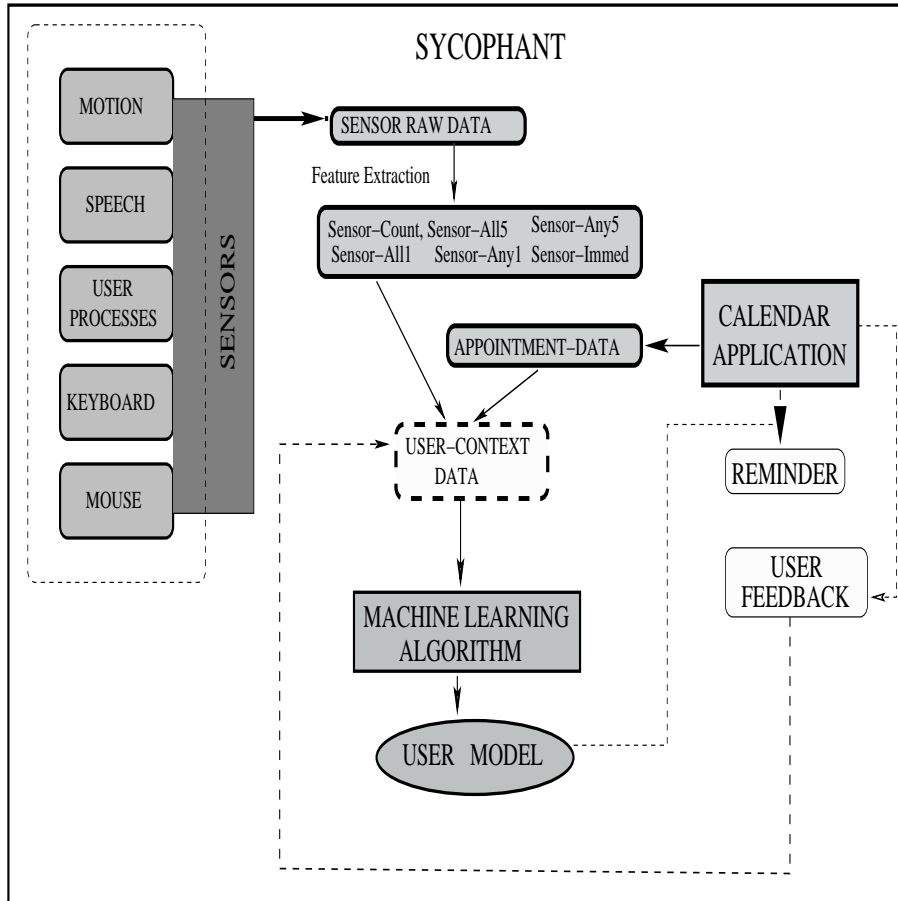 SYCOPHANT
MOTION
SPEECH
USER
PROCESSES
KEYBOARD
MOUSE
SENSORS
SENSOR RAW DATA
Feature Extraction
Sensor–Count, Sensor–All5 Sensor–Any5
Sensor–All1 Sensor–Any1 Sensor–Immed
CALENDAR
APPLICATION
APPOINTMENT–DATA
USER–CONTEXT
DATA
REMINDER
USER
FEEDBACK
MACHINE LEARNING
ALGORITHM
USER MODEL